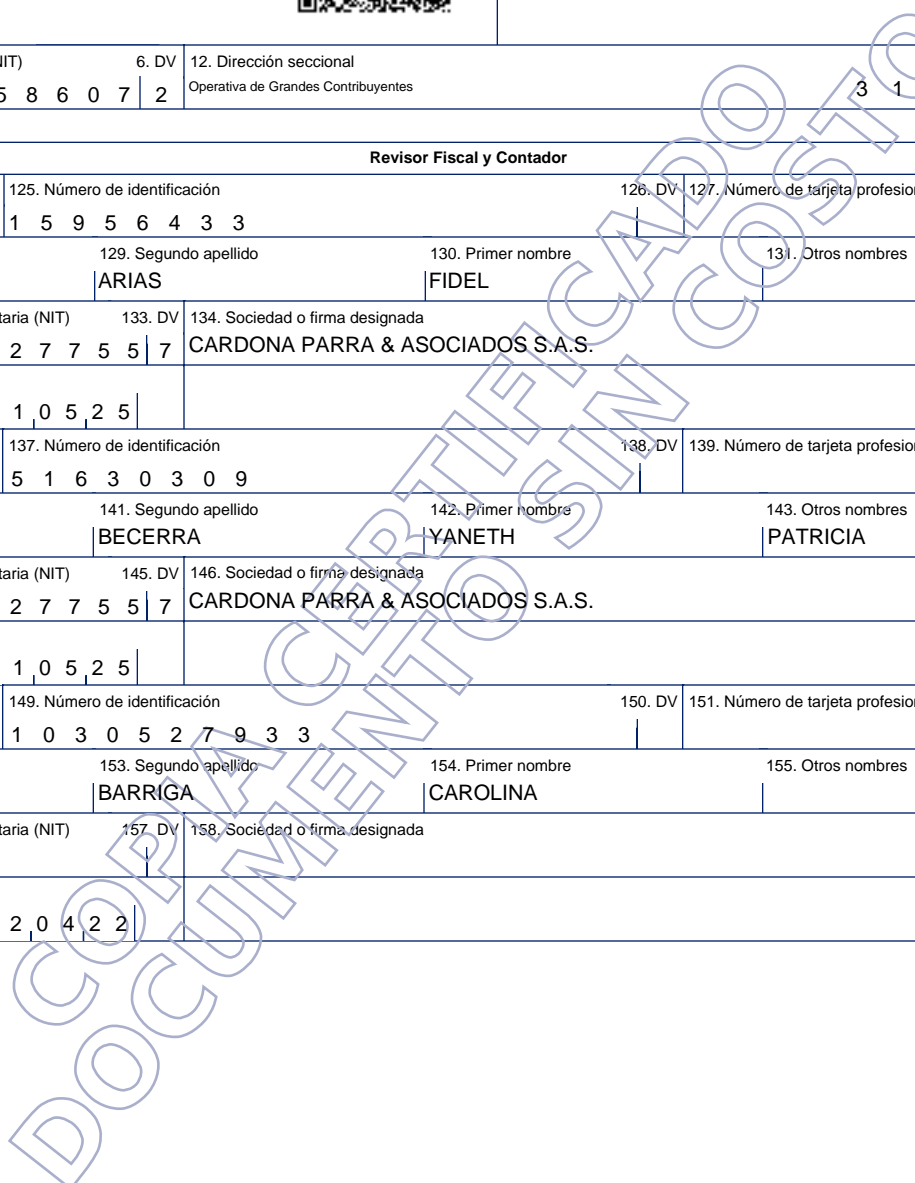 IT) 6. DV 12. Dirección seccional
5 8 6 0 7 2 Operativa de Grandes Contribuyentes 3 1
Revisor Fiscal y Contador
125. Número de identificación 126. DV 127. Número de tarjeta profesion
1 5 9 5 6 4 3 3
129. Segundo apellido 130. Primer nombre 131. Otros nombres
ARIAS FIDEL
taria (NIT) 133. DV 134. Sociedad o firma designada
2 7 7 5 5 7 CARDONA PARRA & ASOCIADOS S.A.S.
1 0 5 2 5
137. Número de identificación 138. DV 139. Número de tarjeta profesion
5 1 6 3 0 3 0 9
141. Segundo apellido 142. Primer nombre 143. Otros nombres
BECERRA YANETH PATRICIA
taria (NIT) 145. DV 146. Sociedad o firma designada
2 7 7 5 5 7 CARDONA PARRA & ASOCIADOS S.A.S.
1 0 5 2 5
149. Número de identificación 150. DV 151. Número de tarjeta profesion
1 0 3 0 5 2 7 9 3 3
153. Segundo apellido 154. Primer nombre 155. Otros nombres
BARRIGA CAROLINA
taria (NIT) 157. DV 158. Sociedad o firma designada
2 0 4 2 2
COPIA CERTIFICADO
DOCUMENTO SIN COSTO